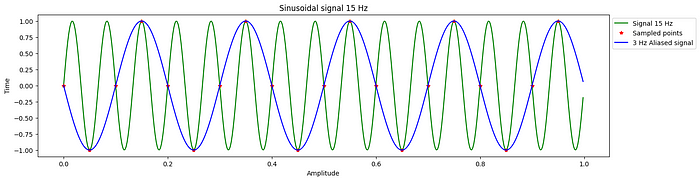 Sinusoidal signal 15 Hz
Signal 15 Hz
Sampled points
3 Hz Aliased signal
1.00
0.75
0.50
0.25
0.00
−0.25
−0.50
−0.75
−1.00
Time
0.0 0.2 0.4 0.6 0.8 1.0
Amplitude